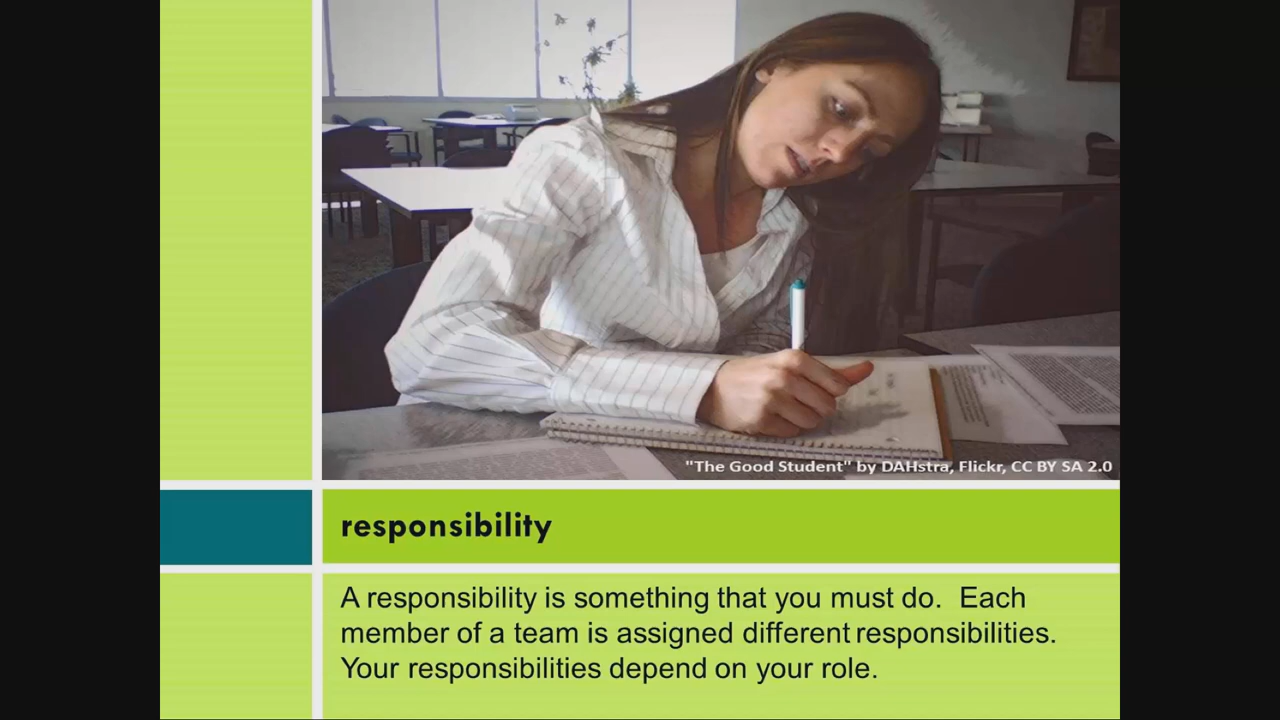 "The Good Student" by DAHstra, Flickr, CC BY SA 2.0
responsibility
A responsibility is something that you must do.  Each
member of a team is assigned different responsibilities.
Your responsibilities depend on your role.